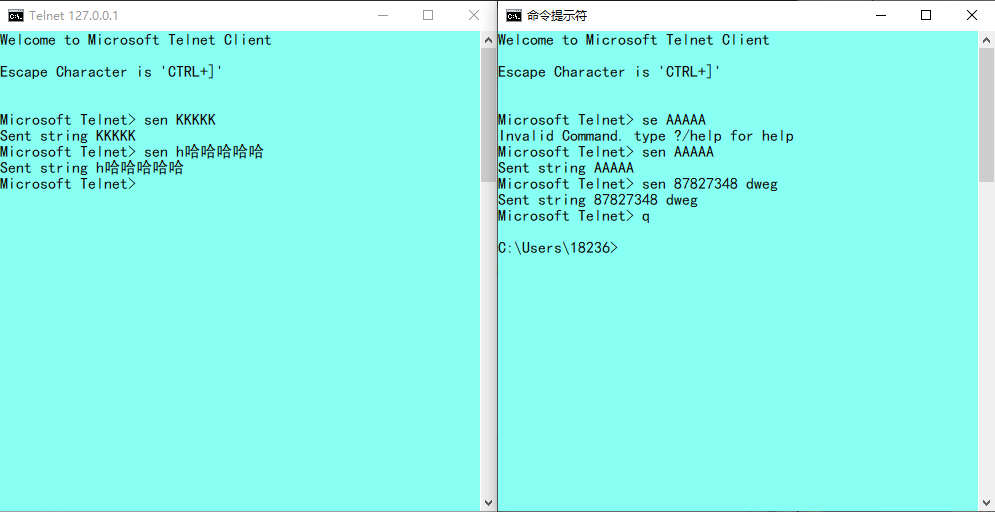 Telnet 127.0.0.1
Welcome to Microsoft Telnet Client
Escape Character is 'CTRL+]'
Microsoft Telnet> sen KKKKK
Sent string KKKKK
Microsoft Telnet> sen h哈哈哈哈哈
Sent string h哈哈哈哈哈
Microsoft Telnet>
命令提示符
Welcome to Microsoft Telnet Client
Escape Character is 'CTRL+]'
Microsoft Telnet> se AAAAA
Invalid Command. type ?/help for help
Microsoft Telnet> sen AAAAA
Sent string AAAAA
Microsoft Telnet> sen 87827348 dweg
Sent string 87827348 dweg
Microsoft Telnet> q
C:\Users\18236>